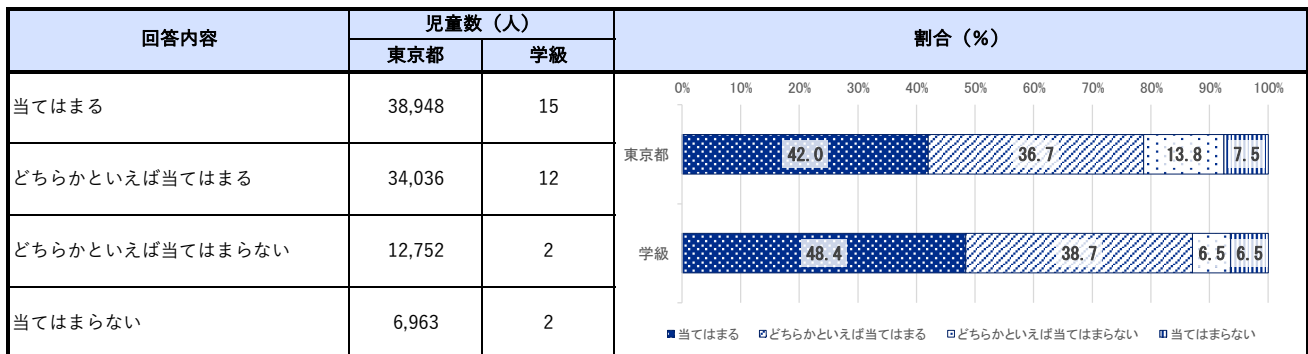 回答内容
児童数（人）
割合（%）
東京都 学級
当てはまる 38,948 15
どちらかといえば当てはまる 34,036 12
どちらかといえば当てはまらない 12,752 2
当てはまらない 6,963 2
0% 10% 20% 30% 40% 50% 60% 70% 80% 90% 100%
東京都 42.0 36.7 13.8 7.5
学級 48.4 38.7 6.5 6.5
当てはまる どちらかといえば当てはまる どちらかといえば当てはまらない 当てはまらない